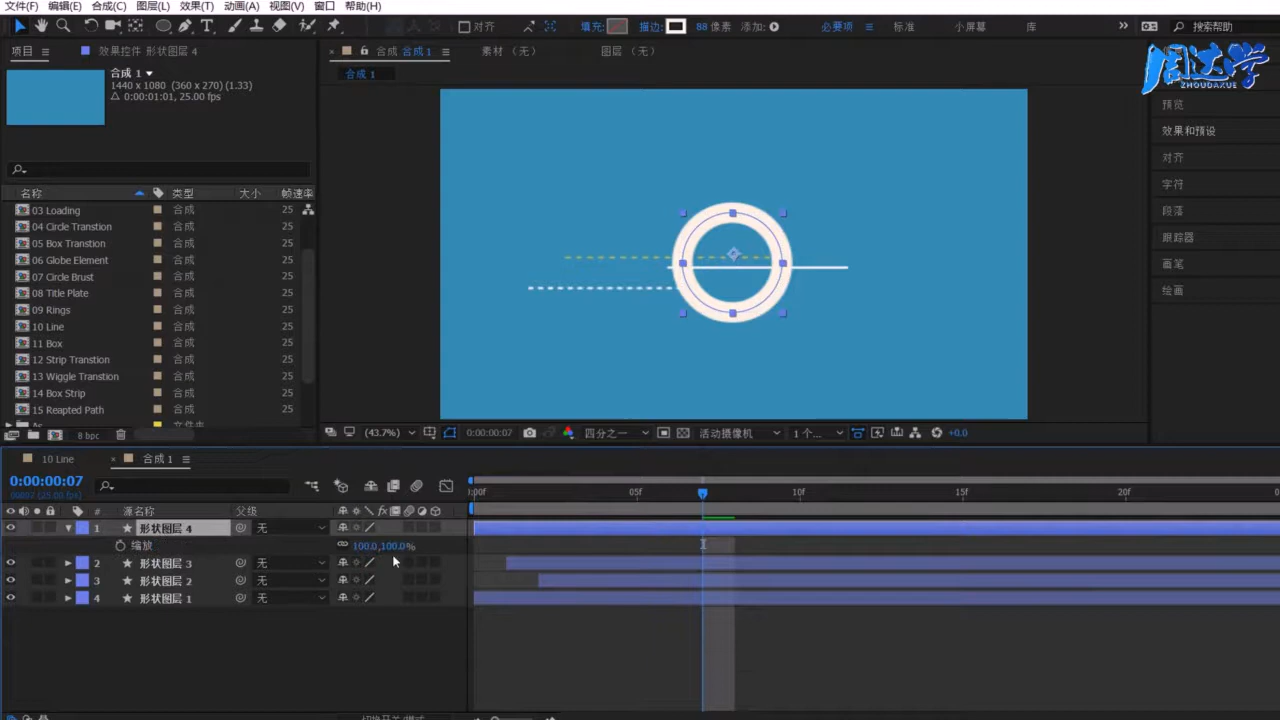 文件(F) 编辑(E) 合成(C) 图层(L) 效果(T) 动画(A) 视图(V) 窗口 帮助(H)
对齐 填充: 描边: 88 像素 添加: 必要项 标准 小屏幕 库 搜索帮助
项目 效果控件 形状图层 4 合成 合成 1 素材 (无) 图层 (无)
周达学
ZHOUDAXUE
合成 1
1440 x 1080 (360 x 270) (1.33)
△ 0:00:01:01, 25.00 fps
合成 1
预览
效果和预设
对齐
字符
段落
跟踪器
画笔
绘画
名称 类型 大小 帧速率
03 Loading 合成 25
04 Circle Transtion 合成 25
05 Box Transtion 合成 25
06 Globe Element 合成 25
07 Circle Brust 合成 25
08 Title Plate 合成 25
09 Rings 合成 25
10 Line 合成 25
11 Box 合成 25
12 Strip Transtion 合成 25
13 Wiggle Transtion 合成 25
14 Box Strip 合成 25
15 Reapted Path 合成 25
8 bpc
(43.7%) 0:00:00:07 四分之一 活动摄像机 1 个... +0.0
10 Line 合成 1
0:00:00:07
00007 (25.00 fps)
:00f 05f 10f 15f 20f
# 源名称 父级
1 形状图层 4 无
缩放 100.0,100.0%
2 形状图层 3 无
3 形状图层 2 无
4 形状图层 1 无